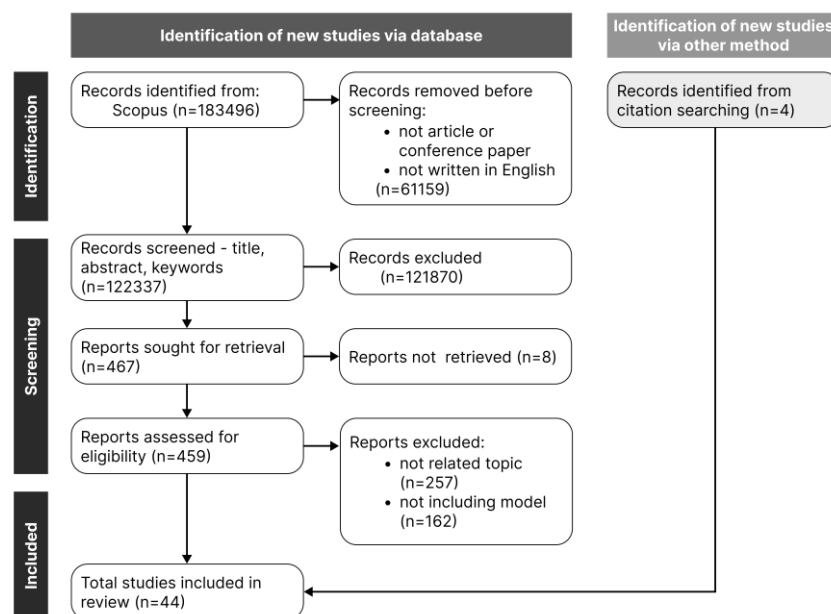 Identification of new studies via database
Identification of new studies
via other method
Identification
Records identified from:
Scopus (n=183496)
Records removed before
screening:
• not article or
conference paper
• not written in English
(n=61159)
Records identified from
citation searching (n=4)
Screening
Records screened - title,
abstract, keywords
(n=122337)
Records excluded
(n=121870)
Reports sought for retrieval
(n=467)
Reports not retrieved (n=8)
Reports assessed for
eligibility (n=459)
Reports excluded:
• not related topic
(n=257)
• not including model
(n=162)
Included
Total studies included in
review (n=44)